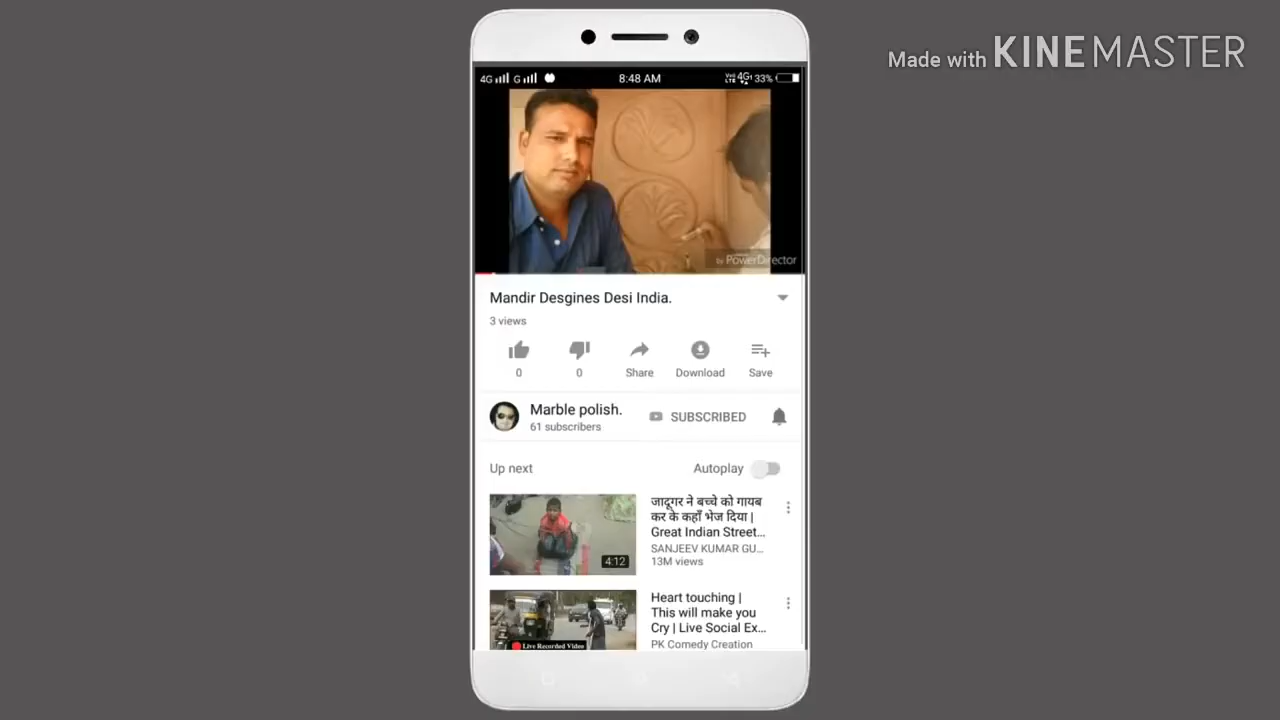 Made with KINEMASTER
4G G 8:48 AM VoLTE 4G 33%
by PowerDirector
Mandir Desgines Desi India.
3 views
0 0 Share Download Save
Marble polish.
SUBSCRIBED
61 subscribers
Up next Autoplay
जादूगर ने बच्चे को गायब
कर के कहाँ भेज दिया |
Great Indian Street...
SANJEEV KUMAR GU...
13M views
4:12
Heart touching |
This will make you
Cry | Live Social Ex...
PK Comedy Creation
Live Recorded Video